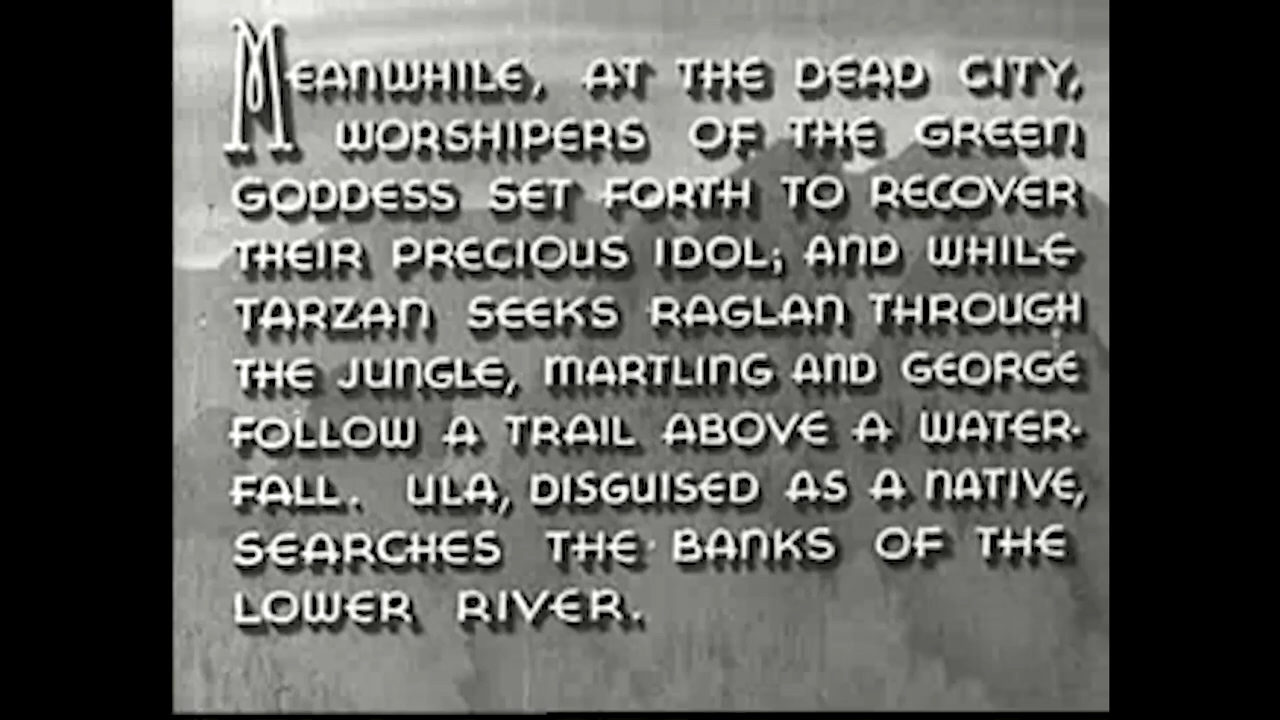 MEANWHILE, AT THE DEAD CITY,
WORSHIPERS OF THE GREEN
GODDESS SET FORTH TO RECOVER
THEIR PRECIOUS IDOL; AND WHILE
TARZAN SEEKS RAGLAN THROUGH
THE JUNGLE, MARTLING AND GEORGE
FOLLOW A TRAIL ABOVE A WATER-
FALL. ULA, DISGUISED AS A NATIVE,
SEARCHES THE BANKS OF THE
LOWER RIVER.